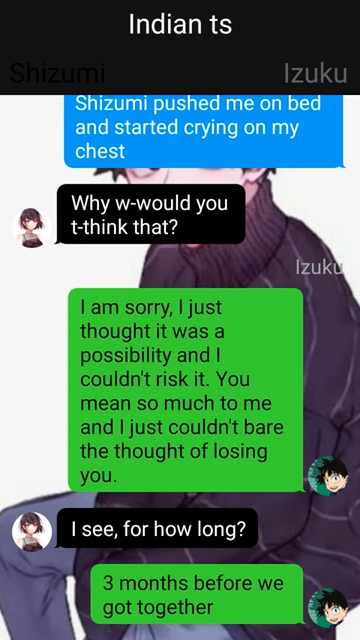 Indian ts
Shizumi
Izuku
Shizumi pushed me on bed
and started crying on my
chest
Why w-would you
t-think that?
Izuku
I am sorry, I just
thought it was a
possibility and I
couldn't risk it. You
mean so much to me
and I just couldn't bare
the thought of losing
you.
I see, for how long?
3 months before we
got together